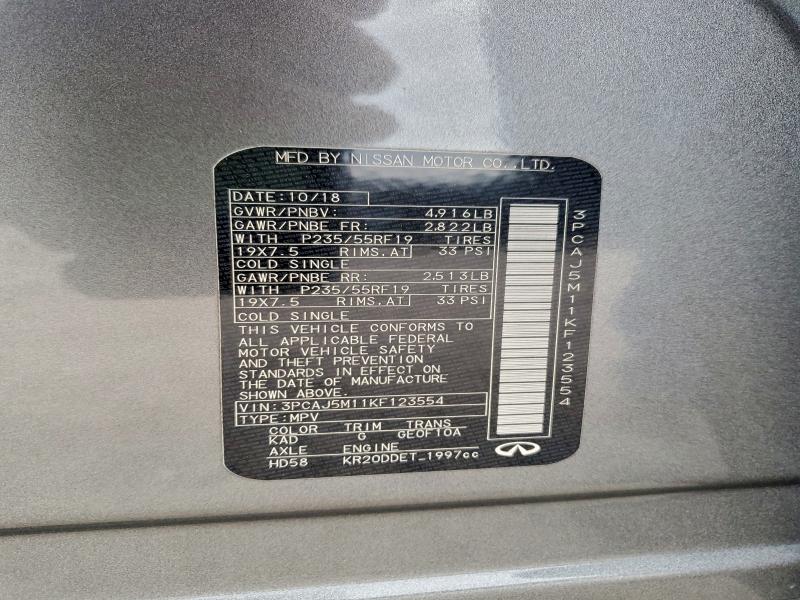 MFD BY NISSAN MOTOR CO.,LTD.
DATE:10/18
GVWR/PNBV: 4,916LB
GAWR/PNBE FR: 2,822LB
WITH P235/55RF19 TIRES
19X7.5 RIMS.AT 33 PSI
COLD SINGLE
GAWR/PNBE RR: 2,513LB
WITH P235/55RF19 TIRES
19X7.5 RIMS.AT 33 PSI
COLD SINGLE
THIS VEHICLE CONFORMS TO
ALL APPLICABLE FEDERAL
MOTOR VEHICLE SAFETY
AND THEFT PREVENTION
STANDARDS IN EFFECT ON
THE DATE OF MANUFACTURE
SHOWN ABOVE.
VIN: 3PCAJ5M11KF123554
TYPE: MPV
COLOR TRIM TRANS
KAD G GE0F10A
AXLE ENGINE
HD58 KR20DDET_1997cc
3PCAJ5M11KF123554